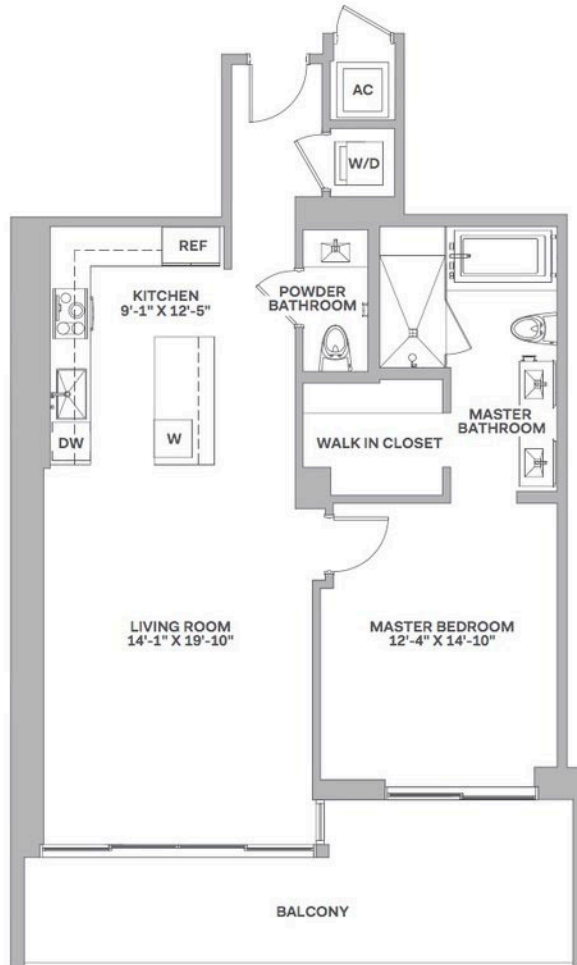 AC
W/D
REF
KITCHEN
9'-1" X 12'-5"
POWDER
BATHROOM
DW
W
WALK IN CLOSET
MASTER
BATHROOM
LIVING ROOM
14'-1" X 19'-10"
MASTER BEDROOM
12'-4" X 14'-10"
BALCONY